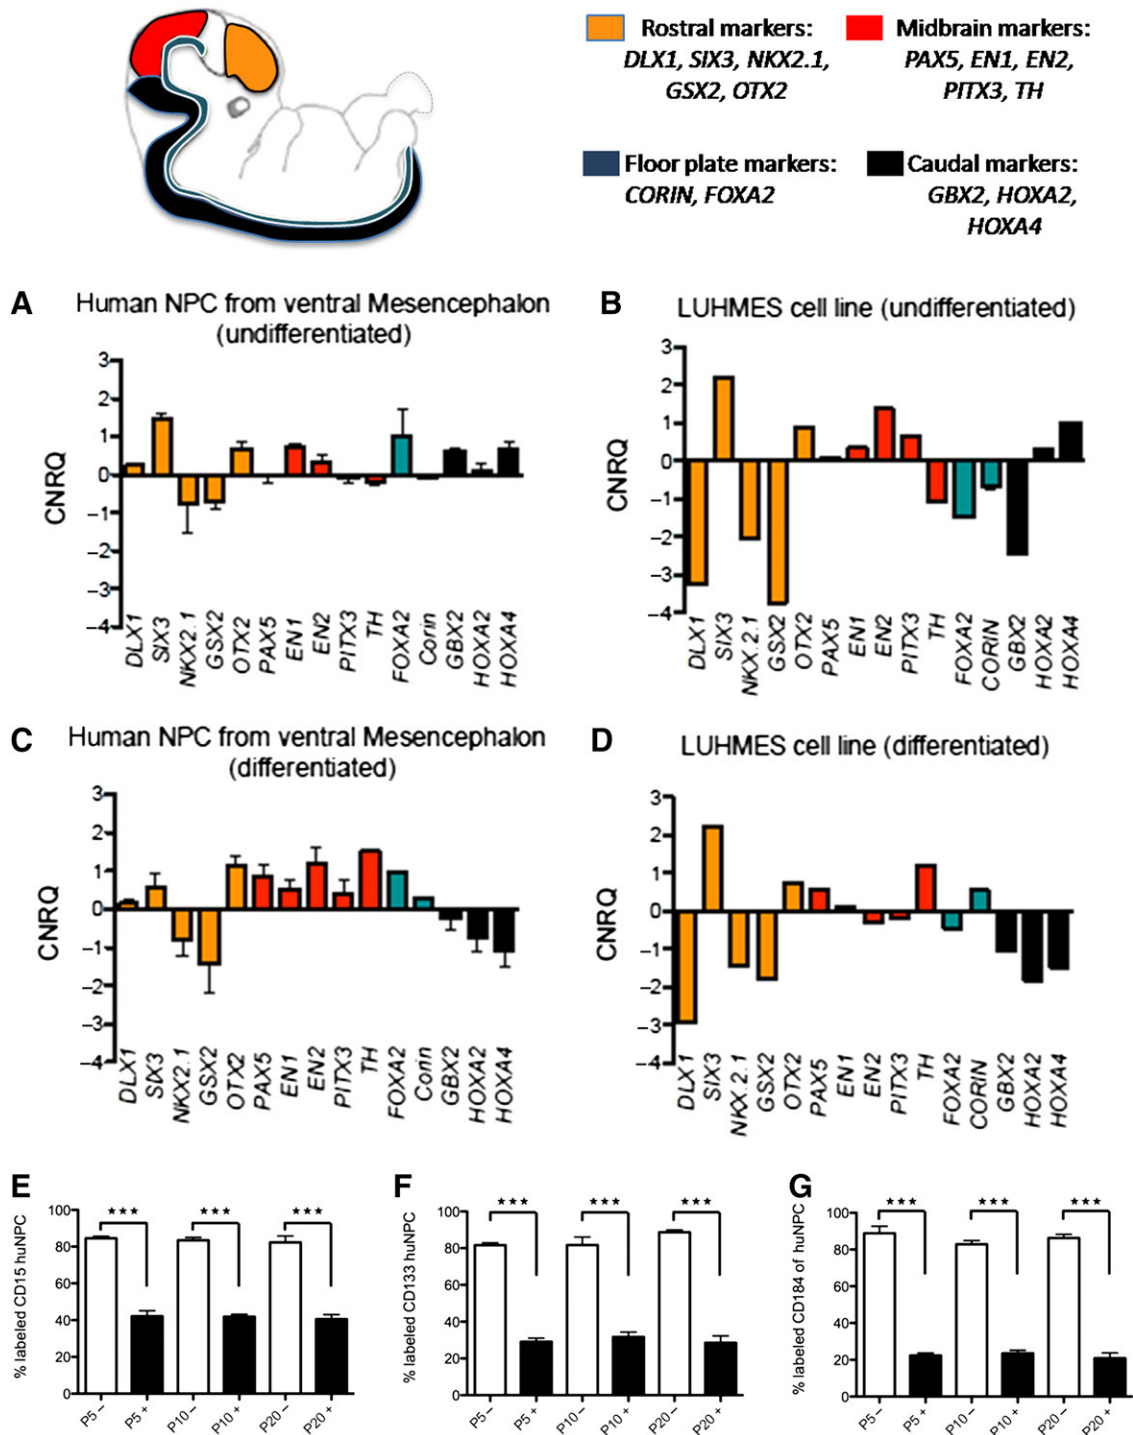 Rostral markers:
DLX1, SIX3, NKX2.1,
GSX2, OTX2
Midbrain markers:
PAX5, EN1, EN2,
PITX3, TH
Floor plate markers:
CORIN, FOXA2
Caudal markers:
GBX2, HOXA2,
HOXA4
A
Human NPC from ventral Mesencephalon
(undifferentiated)
CNRQ
3
2
1
0
−1
−2
−3
−4
DLX1
SIX3
NKX2.1
GSX2
OTX2
PAX5
EN1
EN2
PITX3
TH
FOXA2
Corin
GBX2
HOXA2
HOXA4
B
LUHMES cell line (undifferentiated)
CNRQ
3
2
1
0
−1
−2
−3
−4
DLX1
SIX3
NKX.2.1
GSX2
OTX2
PAX5
EN1
EN2
PITX3
TH
FOXA2
CORIN
GBX2
HOXA2
HOXA4
C
Human NPC from ventral Mesencephalon
(differentiated)
CNRQ
3
2
1
0
−1
−2
−3
−4
DLX1
SIX3
NKX2.1
GSX2
OTX2
PAX5
EN1
EN2
PITX3
TH
FOXA2
Corin
GBX2
HOXA2
HOXA4
D
LUHMES cell line (differentiated)
CNRQ
3
2
1
0
−1
−2
−3
−4
DLX1
SIX3
NKX.2.1
GSX2
OTX2
PAX5
EN1
EN2
PITX3
TH
FOXA2
CORIN
GBX2
HOXA2
HOXA4
E
% labeled CD15 huNPC
100
80
60
40
20
0
★★★
★★★
★★★
P5−
P5+
P10−
P10+
P20−
P20+
F
% labeled CD133 huNPC
100
80
60
40
20
0
★★★
★★★
★★★
P5−
P5+
P10−
P10+
P20−
P20+
G
% labeled CD184 of huNPC
100
80
60
40
20
0
★★★
★★★
★★★
P5−
P5+
P10−
P10+
P20−
P20+